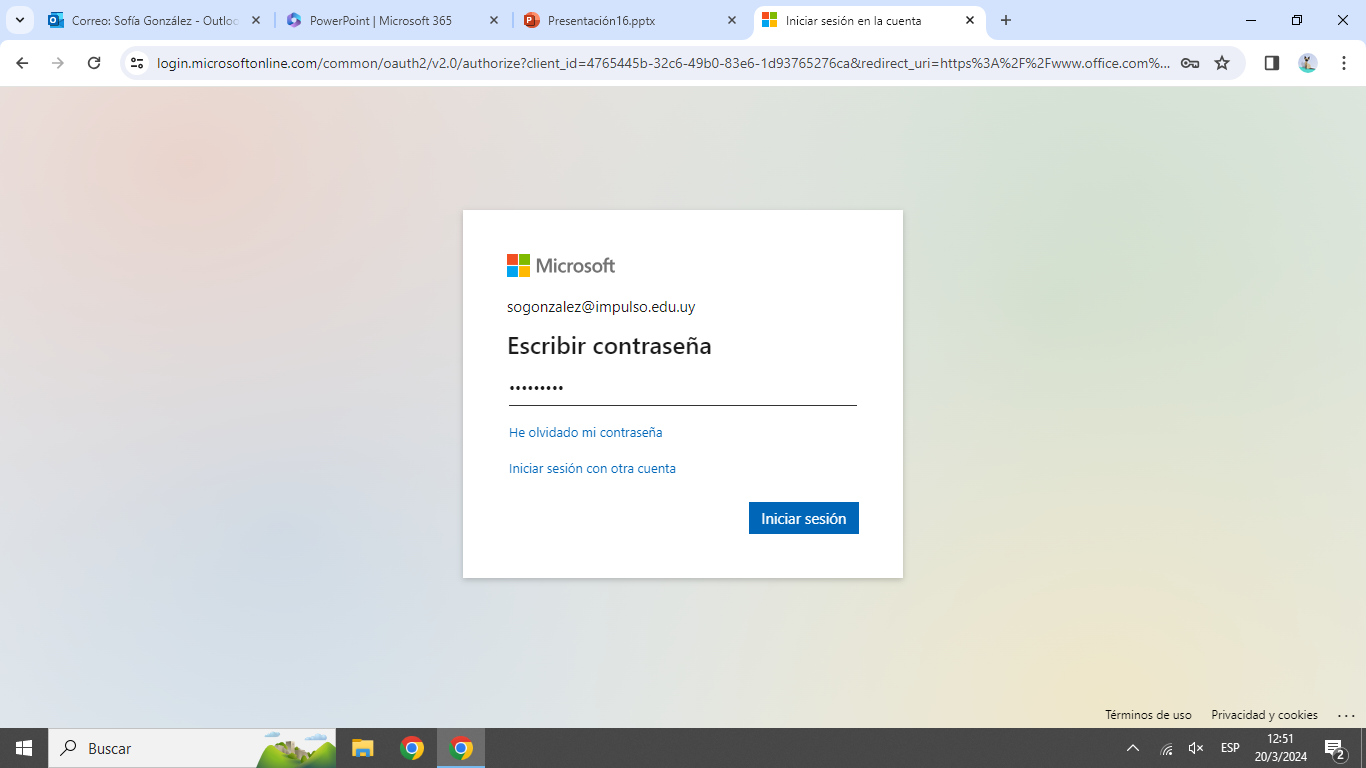 Correo: Sofía González - Outlo
PowerPoint | Microsoft 365
Presentación16.pptx
Iniciar sesión en la cuenta
login.microsoftonline.com/common/oauth2/v2.0/authorize?client_id=4765445b-32c6-49b0-83e6-1d93765276ca&redirect_uri=https%3A%2F%2Fwww.office.com%...
Microsoft
sogonzalez@impulso.edu.uy
Escribir contraseña
•••••••••
He olvidado mi contraseña
Iniciar sesión con otra cuenta
Iniciar sesión
Términos de uso
Privacidad y cookies
...
Buscar
ESP
12:51
20/3/2024
2